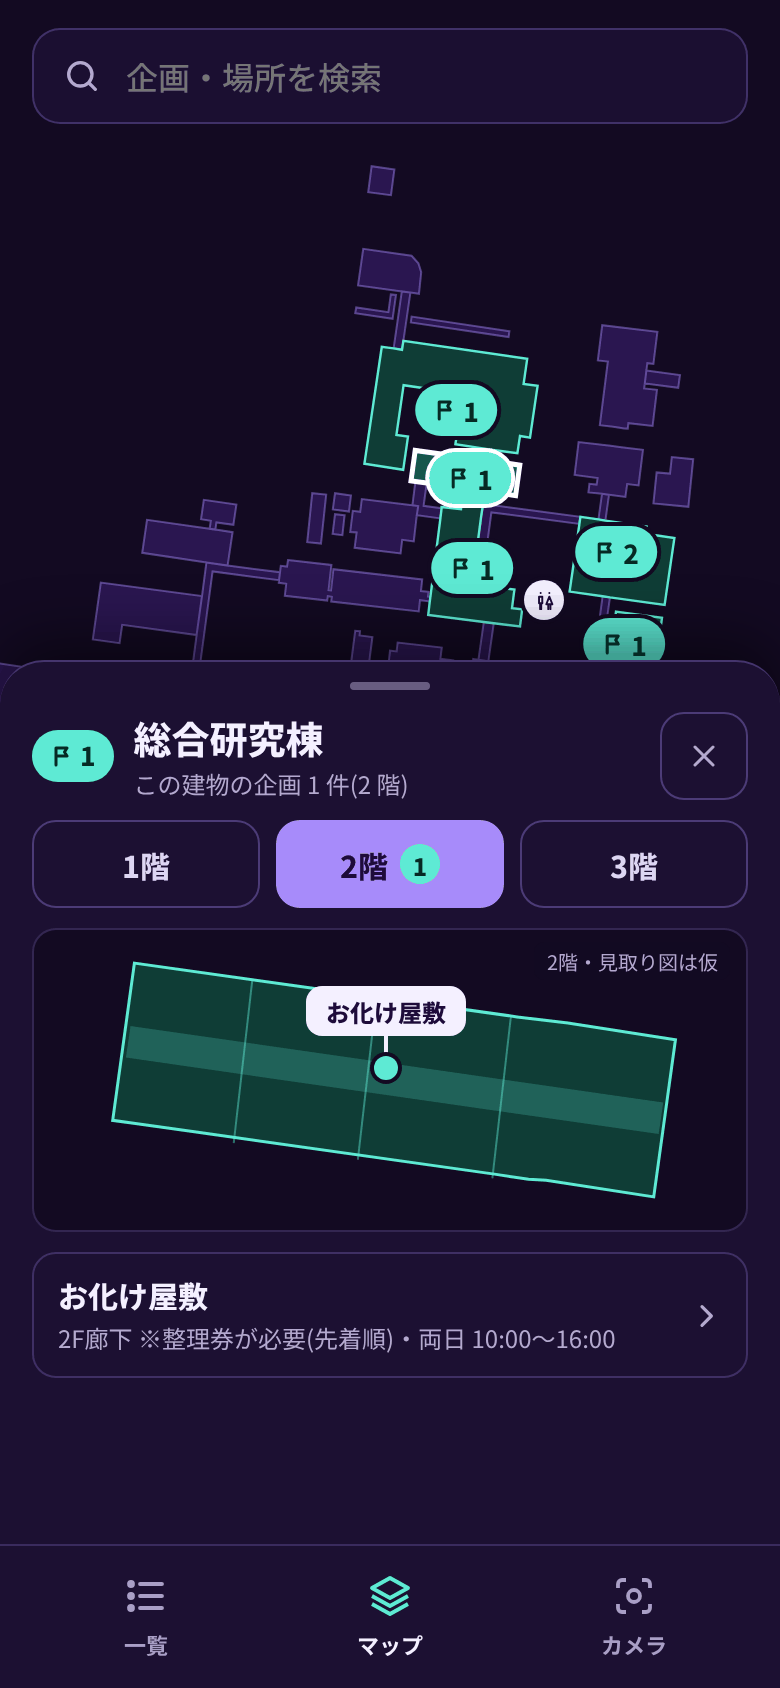 企画・場所を検索
1
1
1
2
1
1
総合研究棟
この建物の企画 1 件(2 階)
1階
2階 1
3階
2階・見取り図は仮
お化け屋敷
お化け屋敷
2F廊下 ※整理券が必要(先着順)・両日 10:00〜16:00
一覧
マップ
カメラ